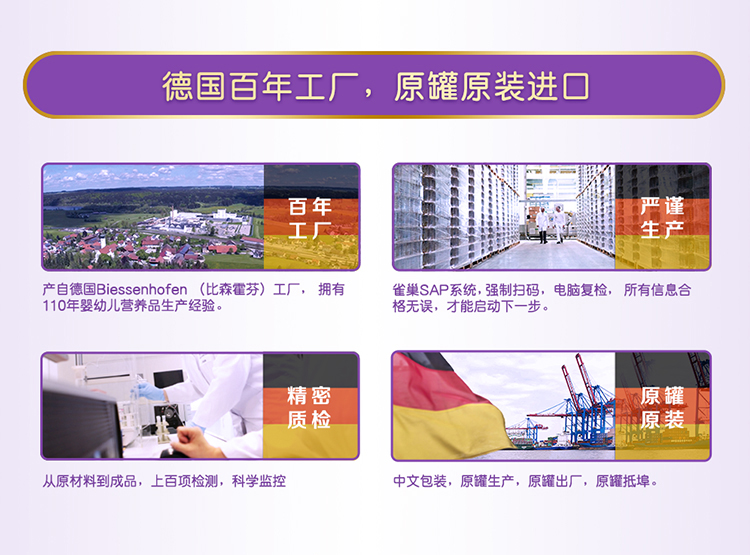 德国百年工厂，原罐原装进口
百年
工厂
严谨
生产
产自德国Biessenhofen （比森霍芬）工厂， 拥有
110年婴幼儿营养品生产经验。
雀巢SAP系统，强制扫码，电脑复检， 所有信息合
格无误，才能启动下一步。
精密
质检
原罐
原装
从原材料到成品，上百项检测，科学监控
中文包装，原罐生产，原罐出厂，原罐抵埠。